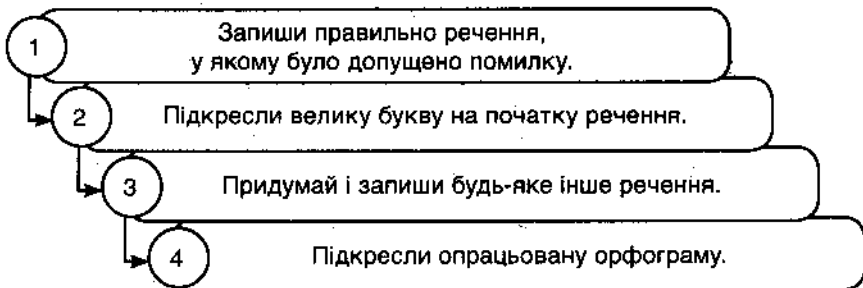 1
Запиши правильно речення,
у якому було допущено помилку.
2
Підкресли велику букву на початку речення.
3
Придумай і запиши будь-яке інше речення.
4
Підкресли опрацьовану орфограму.